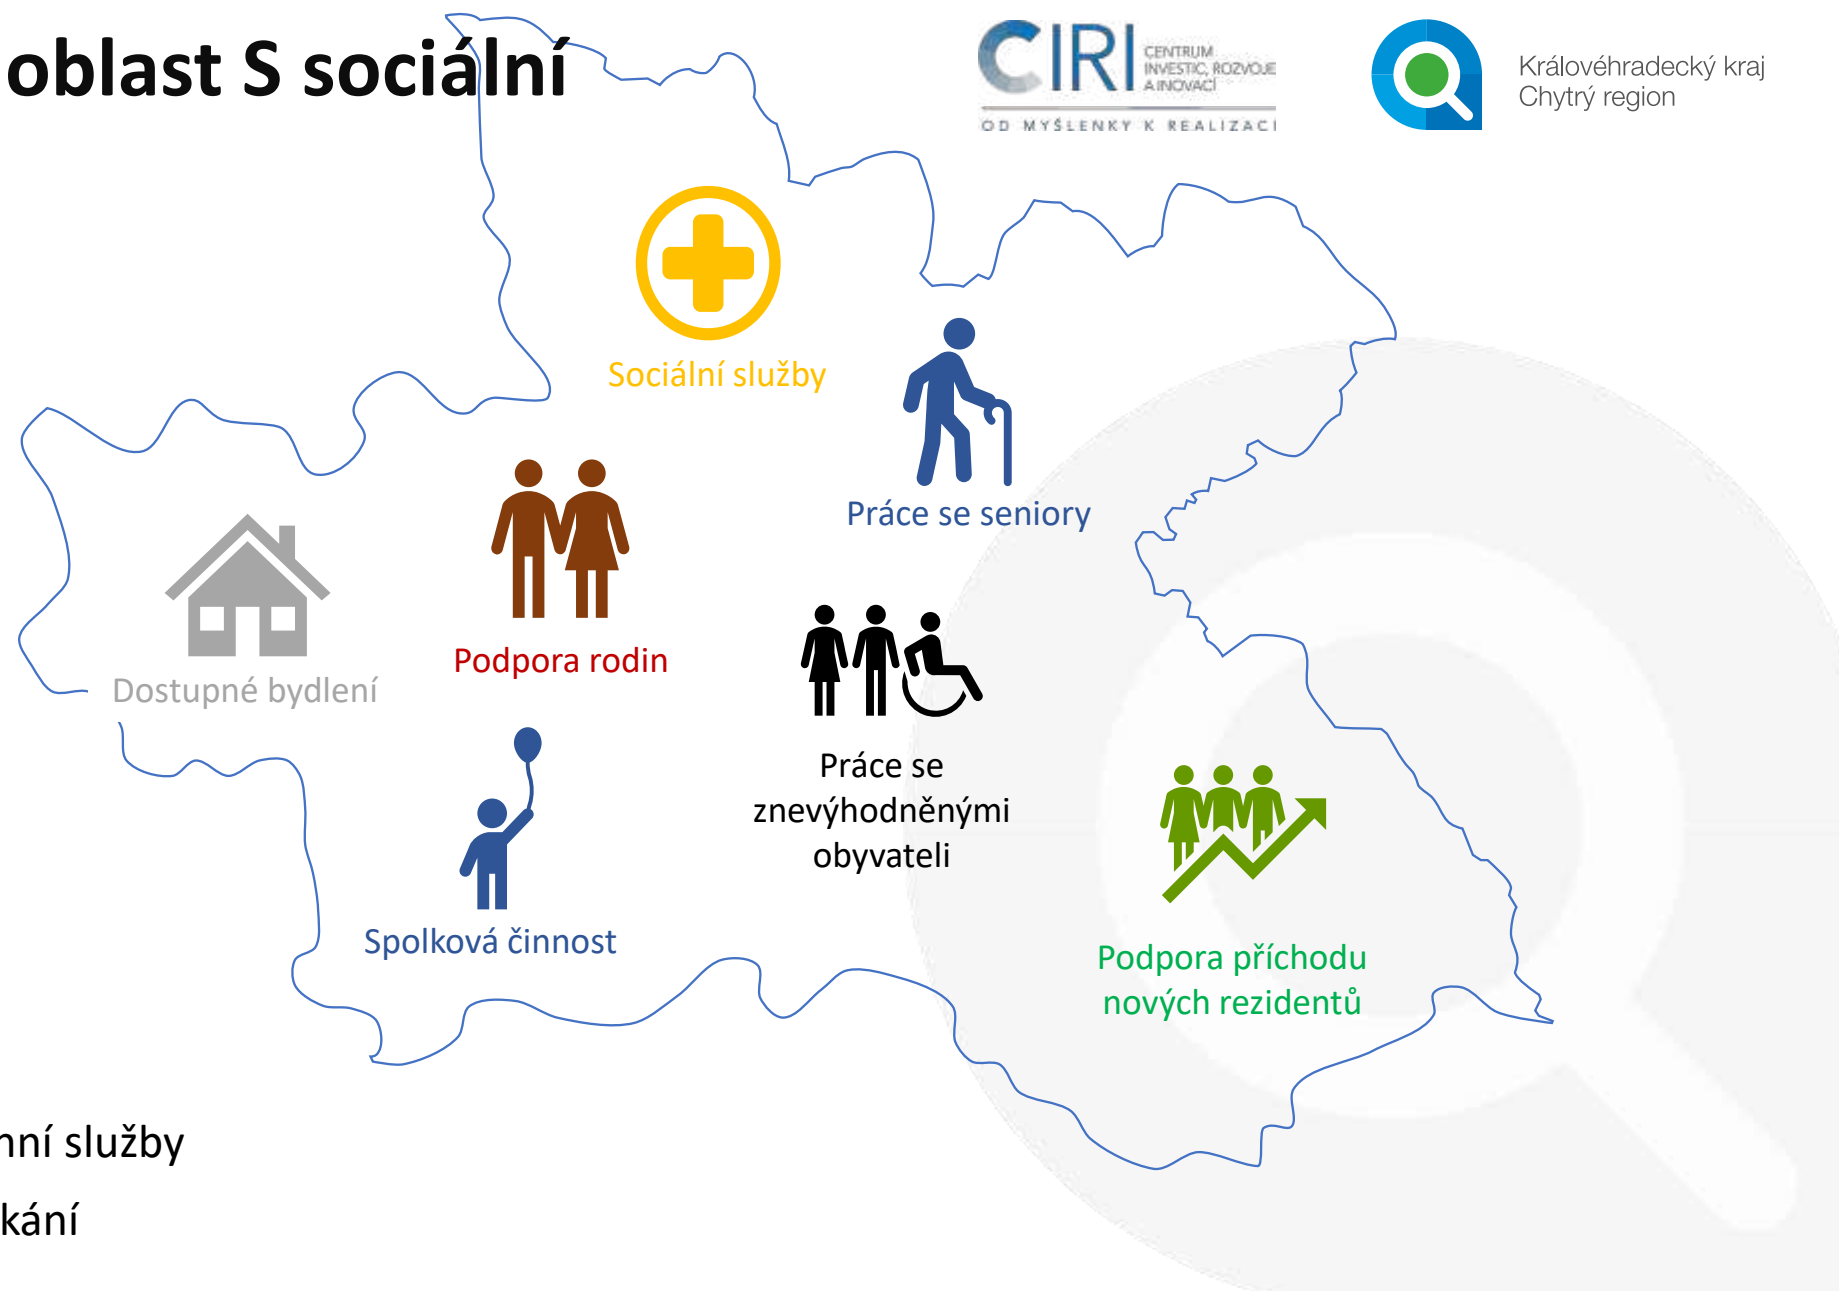 oblast S sociální
CIRI
CENTRUM
INVESTIC, ROZVOJE
A INOVACÍ
OD MYŠLENKY K REALIZACI
Královéhradecký kraj
Chytrý region
Sociální služby
Práce se seniory
Podpora rodin
Dostupné bydlení
Práce se
znevýhodněnými
obyvateli
Spolková činnost
Podpora příchodu
nových rezidentů
nní služby
kání